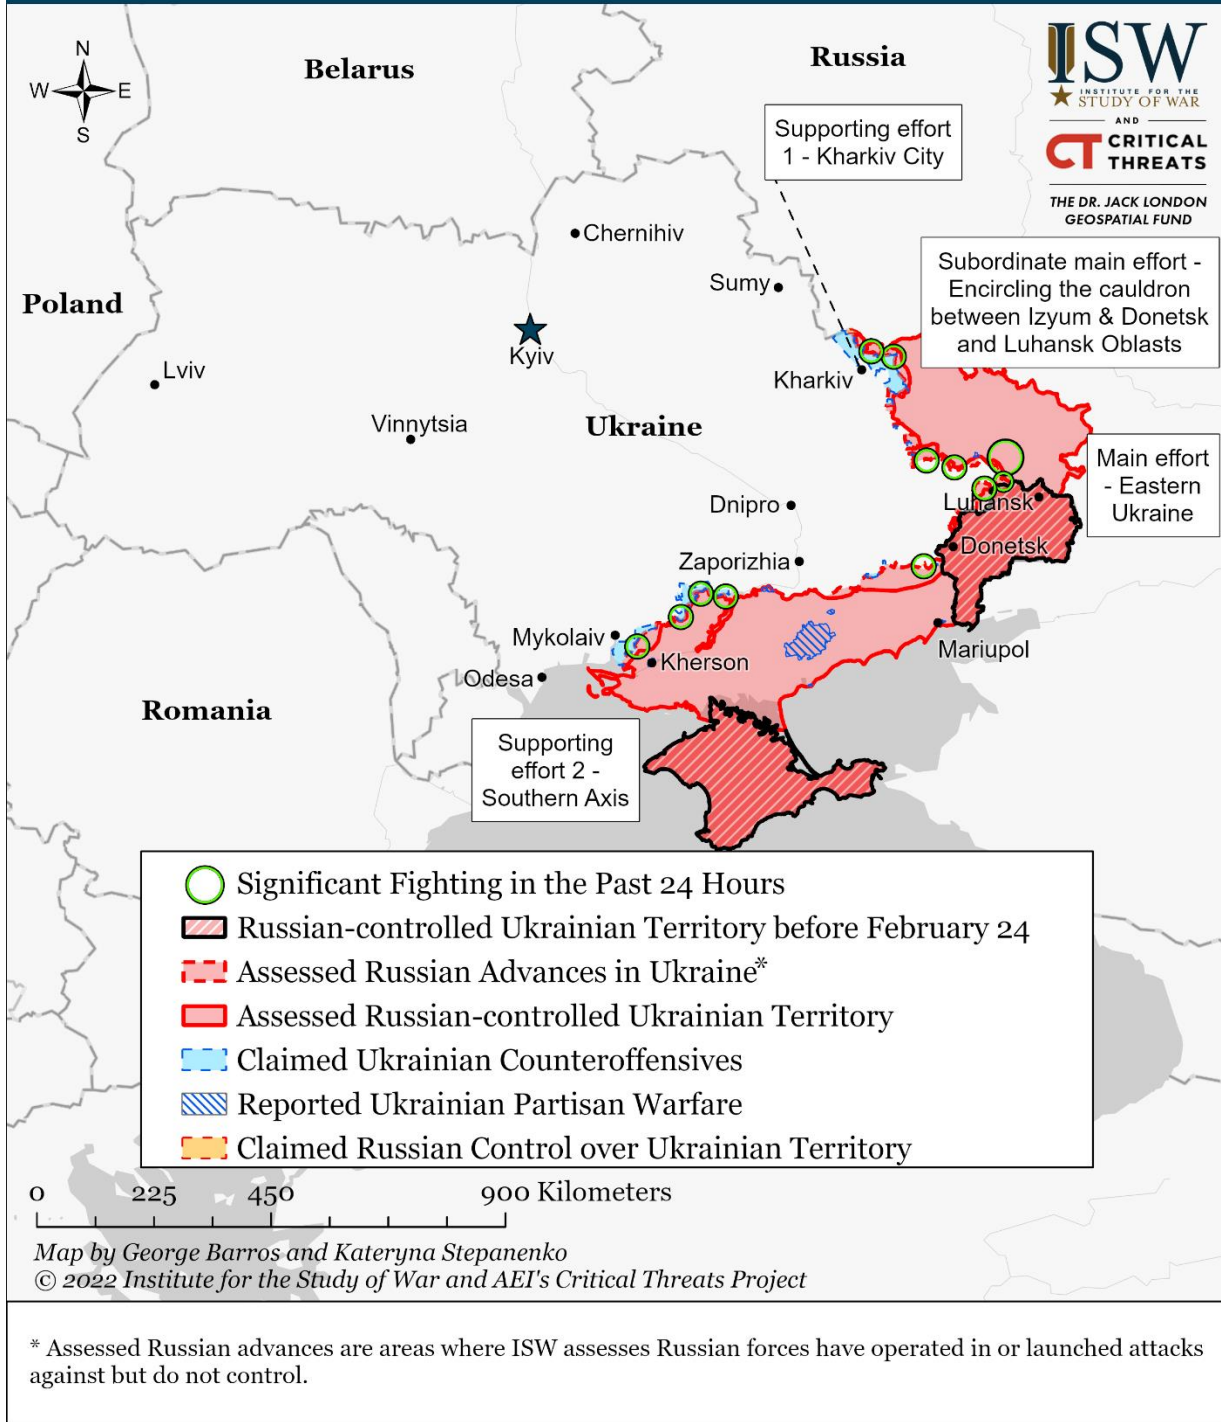 N
W
E
S
Belarus
Russia
ISW
INSTITUTE FOR THE
STUDY OF WAR
AND
CT CRITICAL
THREATS
THE DR. JACK LONDON
GEOSPATIAL FUND
Supporting effort
1 - Kharkiv City
Chernihiv
Subordinate main effort -
Encircling the cauldron
between Izyum & Donetsk
and Luhansk Oblasts
Sumy
Poland
Kyiv
Lviv
Kharkiv
Vinnytsia
Ukraine
Main effort
- Eastern
Ukraine
Luhansk
Dnipro
Donetsk
Zaporizhia
Mykolaiv
Mariupol
Kherson
Odesa
Romania
Supporting
effort 2 -
Southern Axis
Significant Fighting in the Past 24 Hours
Russian-controlled Ukrainian Territory before February 24
Assessed Russian Advances in Ukraine*
Assessed Russian-controlled Ukrainian Territory
Claimed Ukrainian Counteroffensives
Reported Ukrainian Partisan Warfare
Claimed Russian Control over Ukrainian Territory
0 225 450 900 Kilometers
Map by George Barros and Kateryna Stepanenko
© 2022 Institute for the Study of War and AEI's Critical Threats Project
* Assessed Russian advances are areas where ISW assesses Russian forces have operated in or launched attacks
against but do not control.